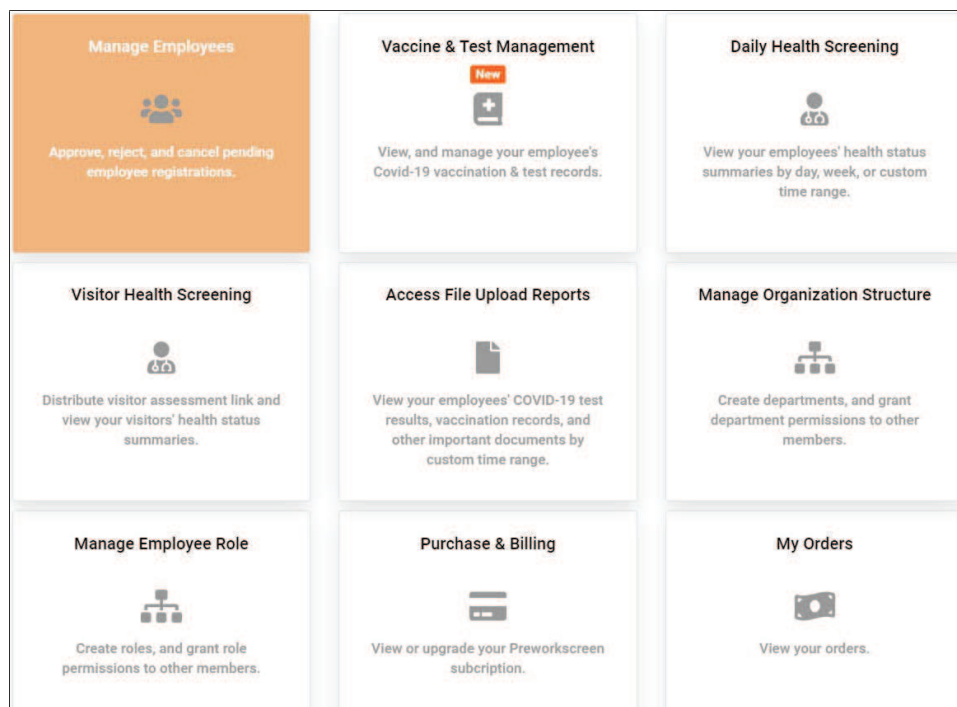 Manage Employees
Approve, reject, and cancel pending
employee registrations.
Vaccine & Test Management
New
View, and manage your employee's
Covid-19 vaccination & test records.
Daily Health Screening
View your employees' health status
summaries by day, week, or custom
time range.
Visitor Health Screening
Distribute visitor assessment link and
view your visitors' health status
summaries.
Access File Upload Reports
View your employees' COVID-19 test
results, vaccination records, and
other important documents by
custom time range.
Manage Organization Structure
Create departments, and grant
department permissions to other
members.
Manage Employee Role
Create roles, and grant role
permissions to other members.
Purchase & Billing
View or upgrade your Preworkscreen
subcription.
My Orders
View your orders.